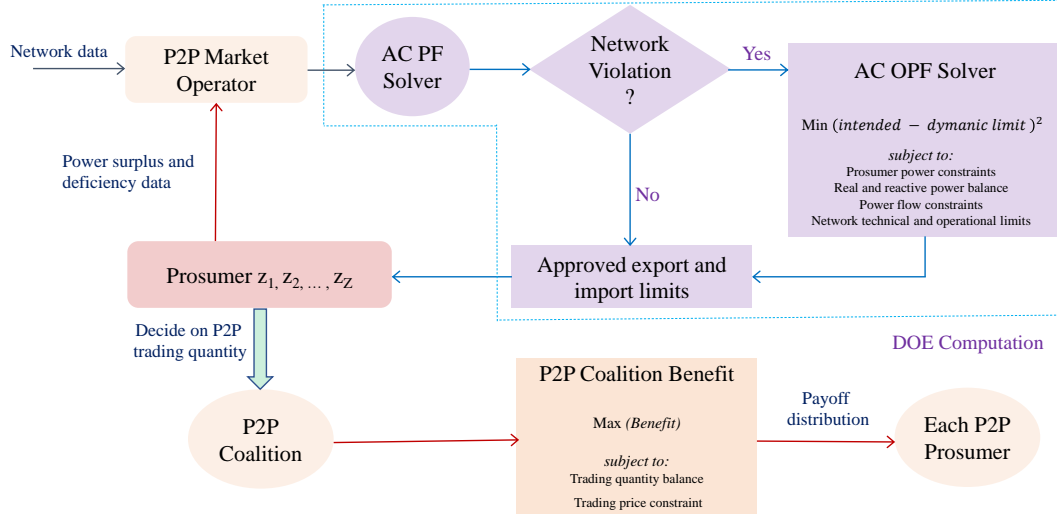 Network data
P2P Market
Operator
AC PF
Solver
Network
Violation
?
Yes
No
AC OPF Solver
Min (intended − dymanic limit )²
subject to:
Prosumer power constraints
Real and reactive power balance
Power flow constraints
Network technical and operational limits
Power surplus and
deficiency data
Prosumer z₁, z₂, ... , z_Z
Approved export and
import limits
Decide on P2P
trading quantity
DOE Computation
P2P
Coalition
P2P Coalition Benefit
Max (Benefit)
subject to:
Trading quantity balance
Trading price constraint
Payoff
distribution
Each P2P
Prosumer